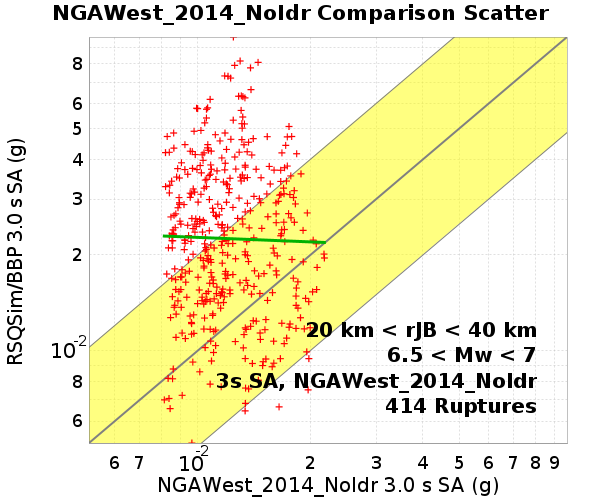 NGAWest_2014_NoIdr Comparison Scatter
8
6
5
4
3
2
10-2
8
6
RSQSim/BBP 3.0 s SA (g)
20 km < rJB < 40 km
6.5 < Mw < 7
3s SA, NGAWest_2014_NoIdr
414 Ruptures
6 7 10-2 2 3 4 5 6 7 8 9
NGAWest_2014_NoIdr 3.0 s SA (g)